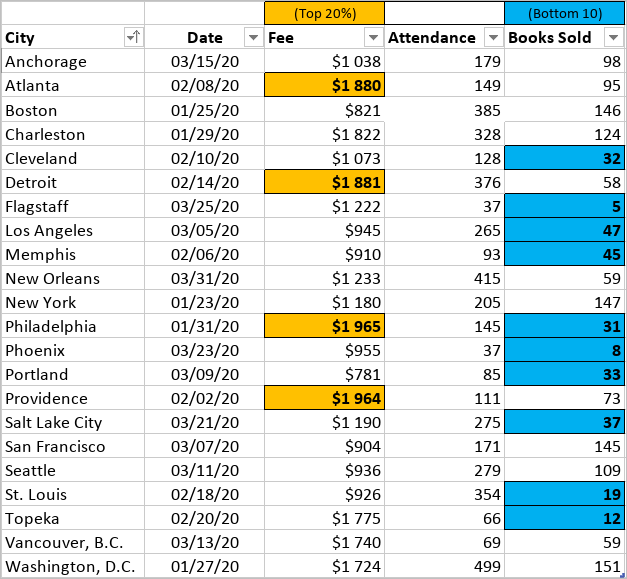 (Top 20%) (Bottom 10)
City Date Fee Attendance Books Sold
Anchorage 03/15/20 $1 038 179 98
Atlanta 02/08/20 $1 880 149 95
Boston 01/25/20 $821 385 146
Charleston 01/29/20 $1 822 328 124
Cleveland 02/10/20 $1 073 128 32
Detroit 02/14/20 $1 881 376 58
Flagstaff 03/25/20 $1 222 37 5
Los Angeles 03/05/20 $945 265 47
Memphis 02/06/20 $910 93 45
New Orleans 03/31/20 $1 233 415 59
New York 01/23/20 $1 180 205 147
Philadelphia 01/31/20 $1 965 145 31
Phoenix 03/23/20 $955 37 8
Portland 03/09/20 $781 85 33
Providence 02/02/20 $1 964 111 73
Salt Lake City 03/21/20 $1 190 275 37
San Francisco 03/07/20 $904 171 145
Seattle 03/11/20 $936 279 109
St. Louis 02/18/20 $926 354 19
Topeka 02/20/20 $1 775 66 12
Vancouver, B.C. 03/13/20 $1 740 69 59
Washington, D.C. 01/27/20 $1 724 499 151